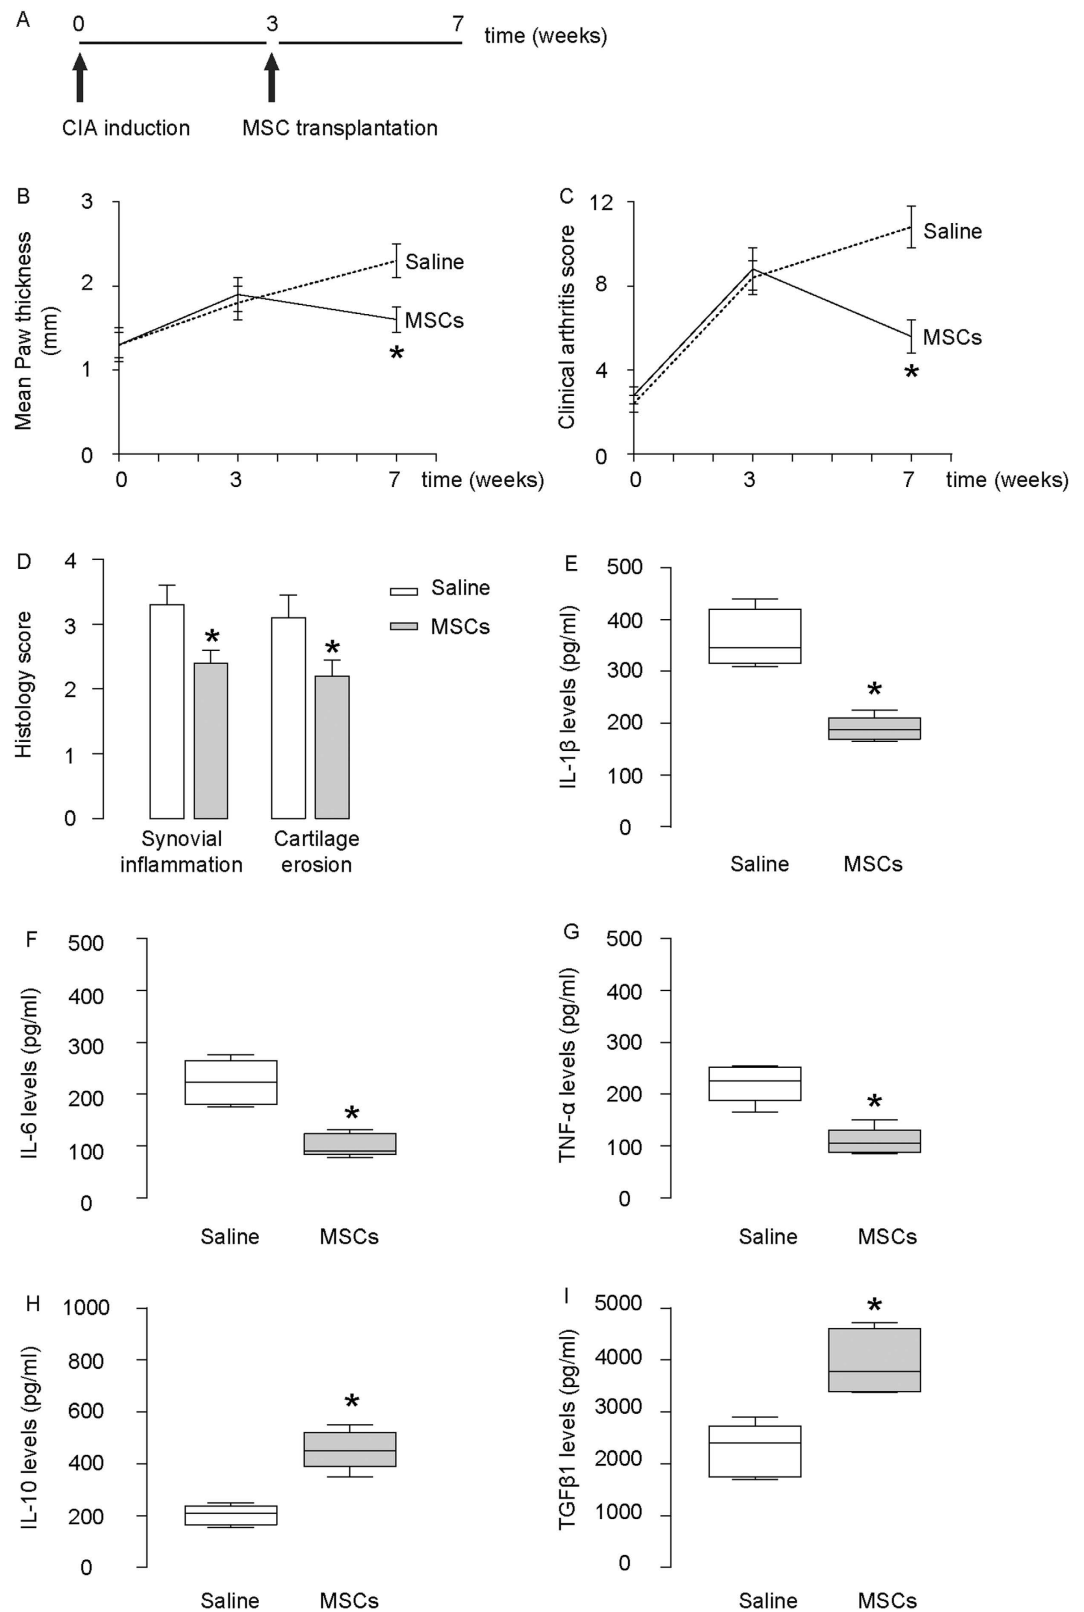 A
0 3 7 time (weeks)
CIA induction MSC transplantation
B
Mean Paw thickness
(mm)
3
2
1
0
Saline
MSCs
*
0 3 7 time (weeks)
C
Clinical arthritis score
12
8
4
0
Saline
MSCs
*
0 3 7 time (weeks)
D
Histology score
4
3
2
1
0
* *
Saline
MSCs
Synovial
inflammation
Cartilage
erosion
E
IL-1β levels (pg/ml)
500
400
300
200
100
0
*
Saline MSCs
F
IL-6 levels (pg/ml)
500
400
300
200
100
0
*
Saline MSCs
G
TNF-α levels (pg/ml)
500
400
300
200
100
0
*
Saline MSCs
H
IL-10 levels (pg/ml)
1000
800
600
400
200
0
*
Saline MSCs
I
TGFβ1 levels (pg/ml)
5000
4000
3000
2000
1000
0
*
Saline MSCs